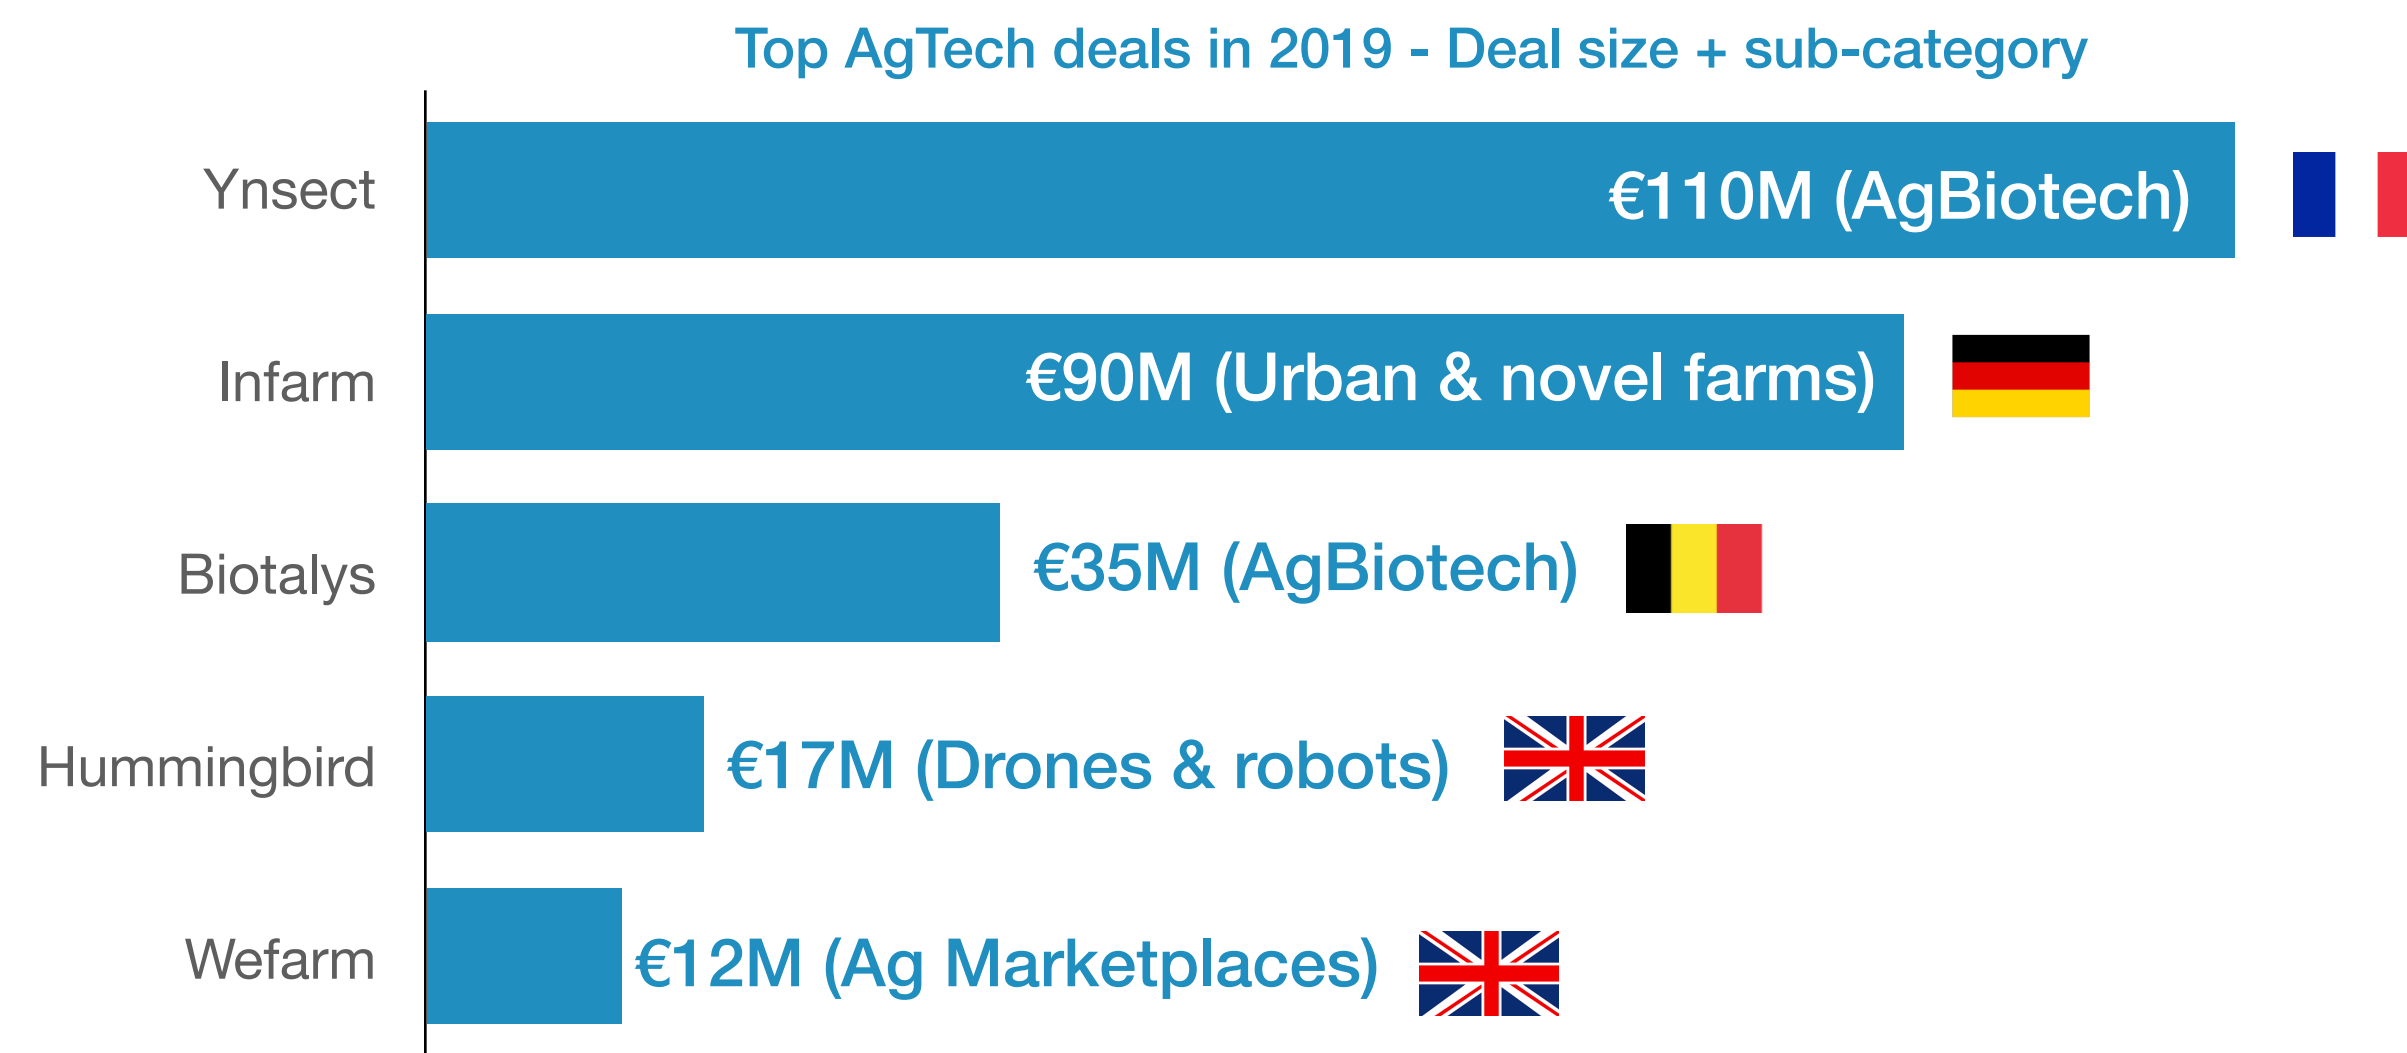 Top AgTech deals in 2019 - Deal size + sub-category
Ynsect
€110M (AgBiotech)
Infarm
€90M (Urban & novel farms)
Biotalys
€35M (AgBiotech)
Hummingbird
€17M (Drones & robots)
Wefarm
€12M (Ag Marketplaces)